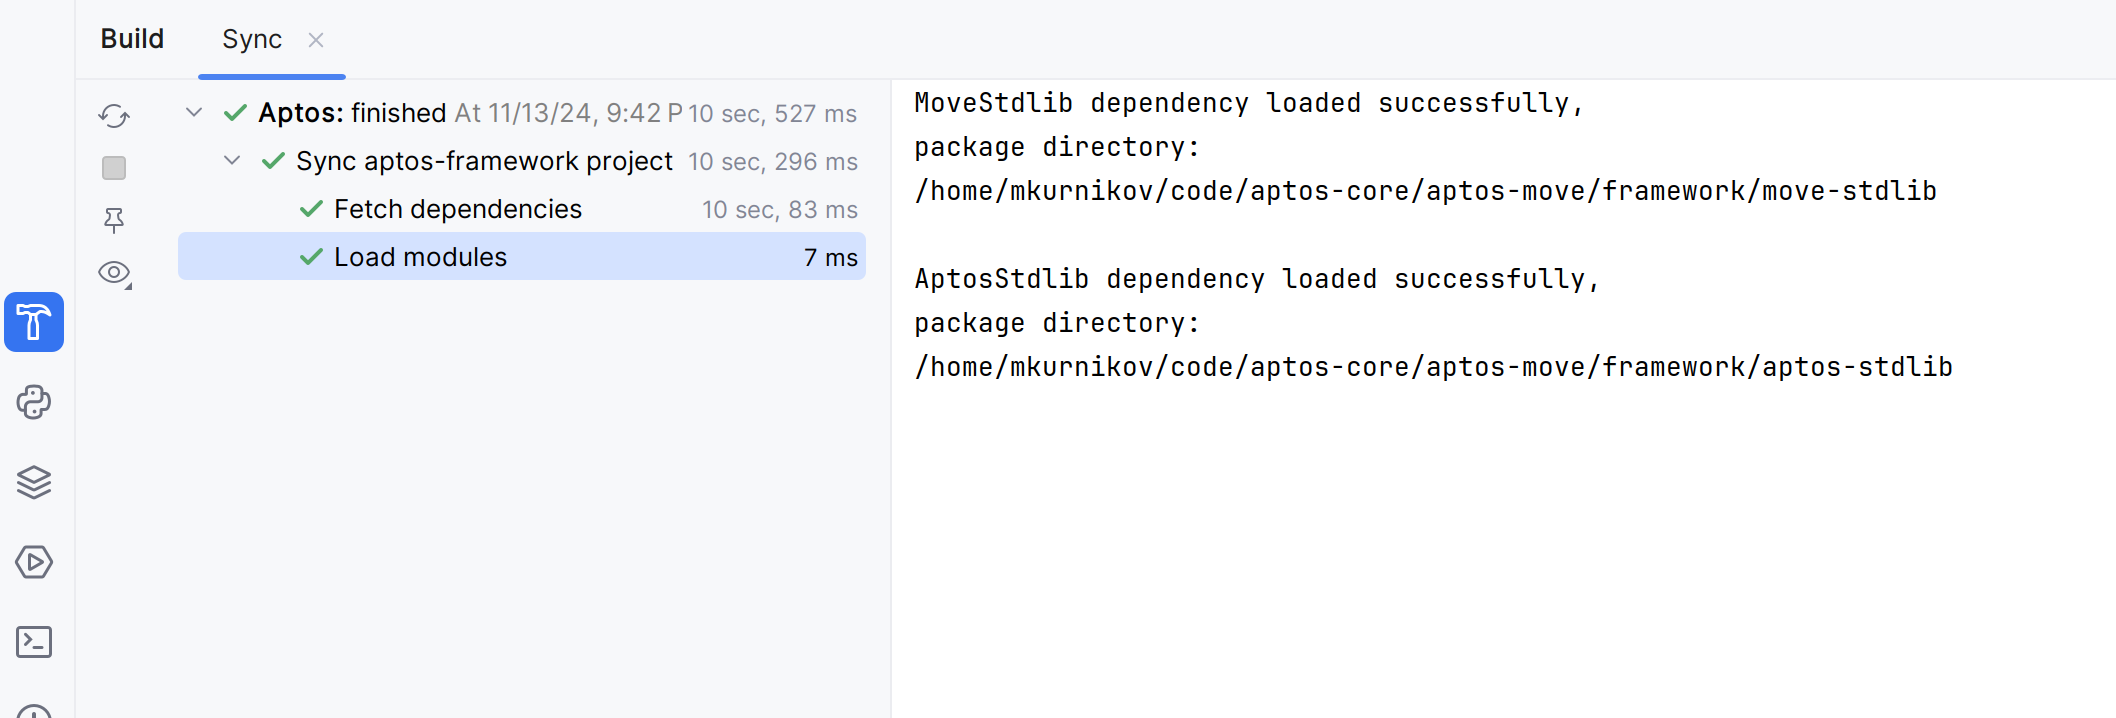 Build Sync
Aptos: finished At 11/13/24, 9:42 P 10 sec, 527 ms
Sync aptos-framework project 10 sec, 296 ms
Fetch dependencies 10 sec, 83 ms
Load modules 7 ms
MoveStdlib dependency loaded successfully,
package directory:
/home/mkurnikov/code/aptos-core/aptos-move/framework/move-stdlib
AptosStdlib dependency loaded successfully,
package directory:
/home/mkurnikov/code/aptos-core/aptos-move/framework/aptos-stdlib